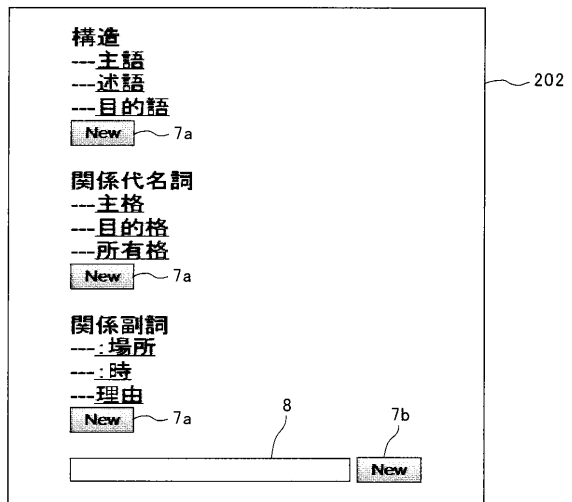 構造
---主語
---述語
---目的語
New 7a
202
関係代名詞
---主格
---目的格
---所有格
New 7a
関係副詞
---:場所
---:時
---理由
New 7a
8
7b
New